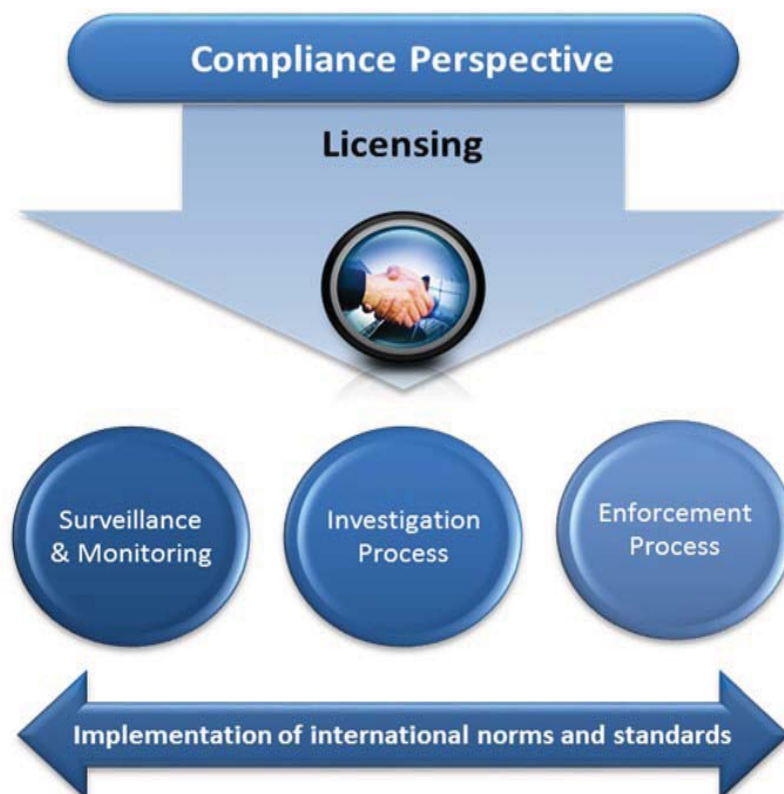 Compliance Perspective
Licensing
Surveillance
& Monitoring
Investigation
Process
Enforcement
Process
Implementation of international norms and standards